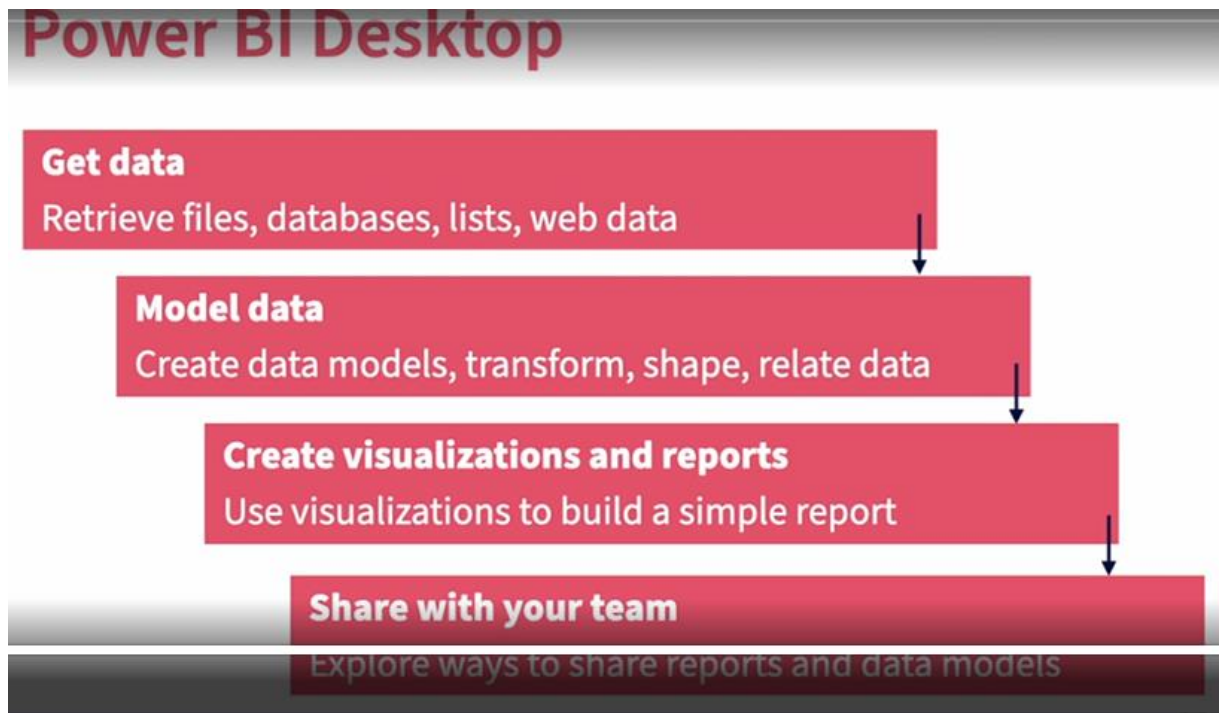 Power BI Desktop
Get data
Retrieve files, databases, lists, web data
Model data
Create data models, transform, shape, relate data
Create visualizations and reports
Use visualizations to build a simple report
Share with your team
Explore ways to share reports and data models